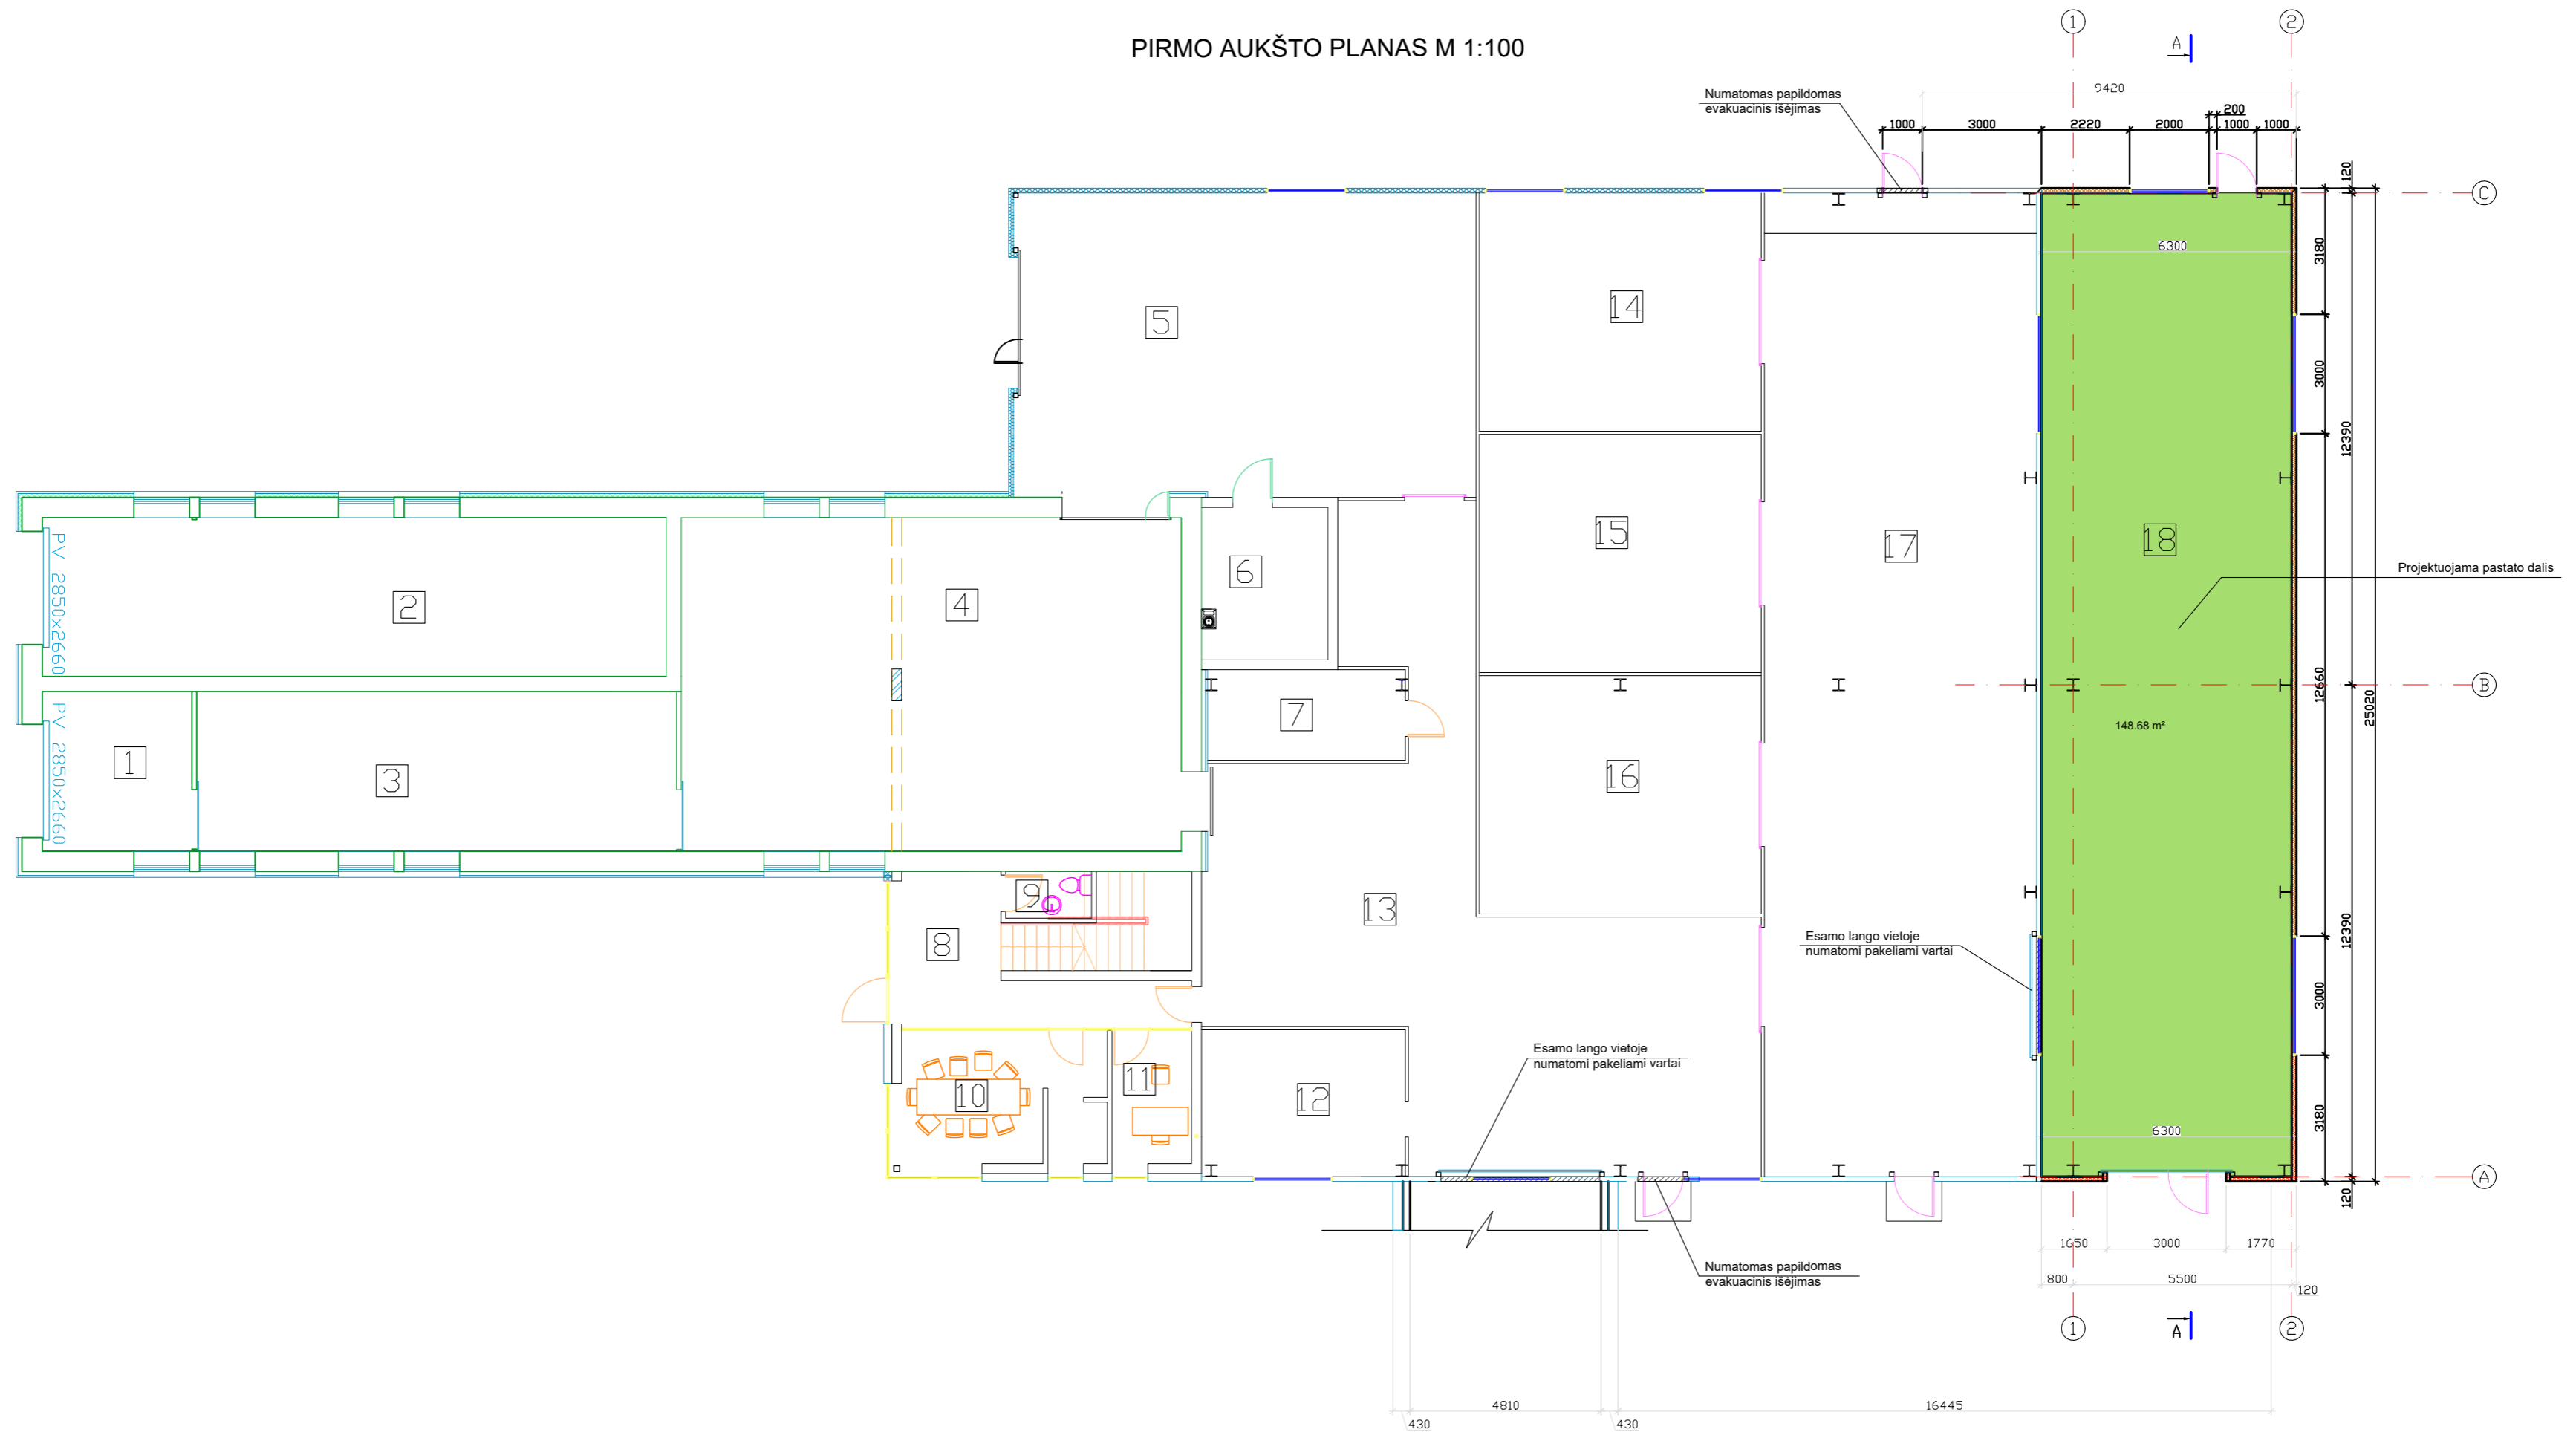 PIRMO AUKŠTO PLANAS M 1:100
1
2
A
9420
Numatomas papildomas
evakuacinis išėjimas
200
1000
3000
2220
2000
1000
1000
120
C
6300
3180
5
14
3000
12390
PV 2850x2660
2
4
6
15
17
18
Projektuojama pastato dalis
B
12660
25020
7
148.68 m²
PV 2850x2660
1
3
16
9
13
8
12390
Esamo lango vietoje
numatomi pakeliami vartai
3000
Esamo lango vietoje
numatomi pakeliami vartai
10
11
12
3180
6300
A
120
1650
3000
1770
Numatomas papildomas
evakuacinis išėjimas
800
5500
120
1
A
2
4810
16445
430
430